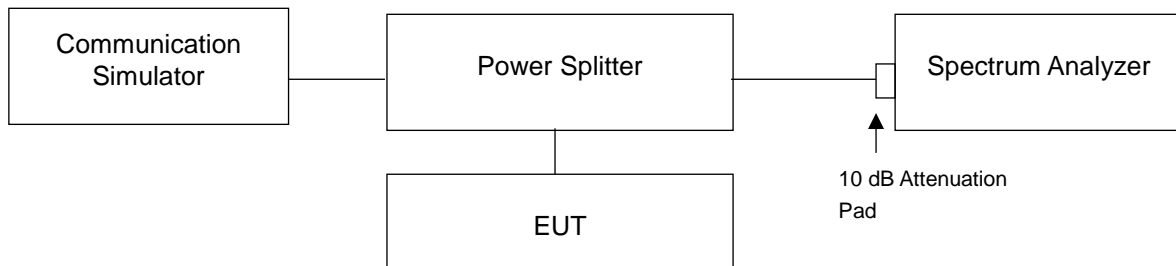 Communication
Simulator
Power Splitter
Spectrum Analyzer
10 dB Attenuation
Pad
EUT